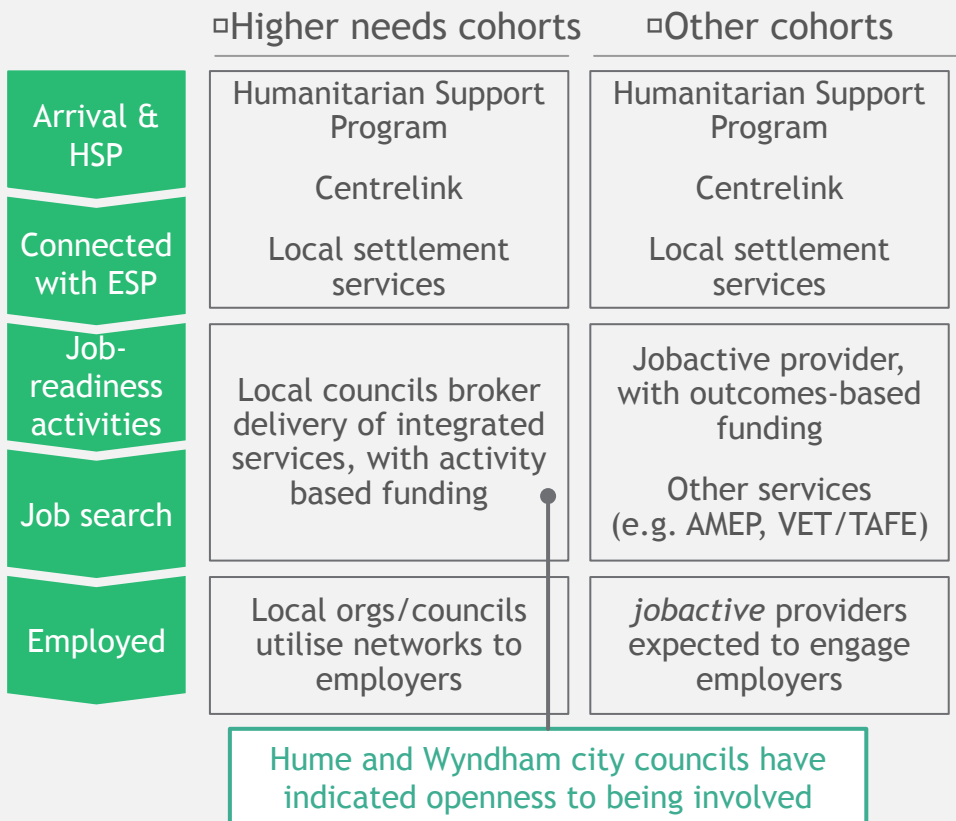 ▫Higher needs cohorts
▫Other cohorts
Arrival &
HSP
Connected
with ESP
Job-
readiness
activities
Job search
Employed
Humanitarian Support
Program
Centrelink
Local settlement
services
Humanitarian Support
Program
Centrelink
Local settlement
services
Local councils broker
delivery of integrated
services, with activity
based funding
Jobactive provider,
with outcomes-based
funding
Other services
(e.g. AMEP, VET/TAFE)
Local orgs/councils
utilise networks to
employers
jobactive providers
expected to engage
employers
Hume and Wyndham city councils have
indicated openness to being involved